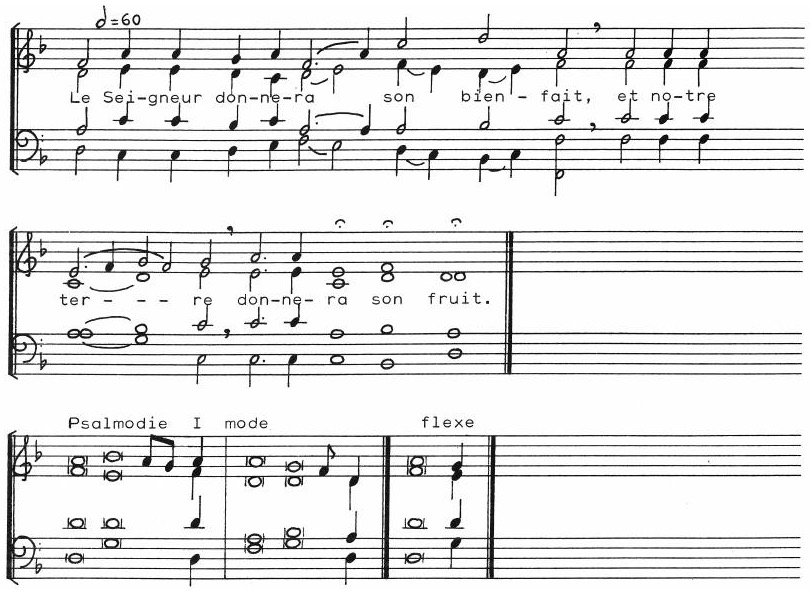 𝅗𝅥=60
Le Sei-gneur don-ne-ra son bien-fait, et no-tre
ter---re don-ne-ra son fruit.
Psalmodie I mode flexe